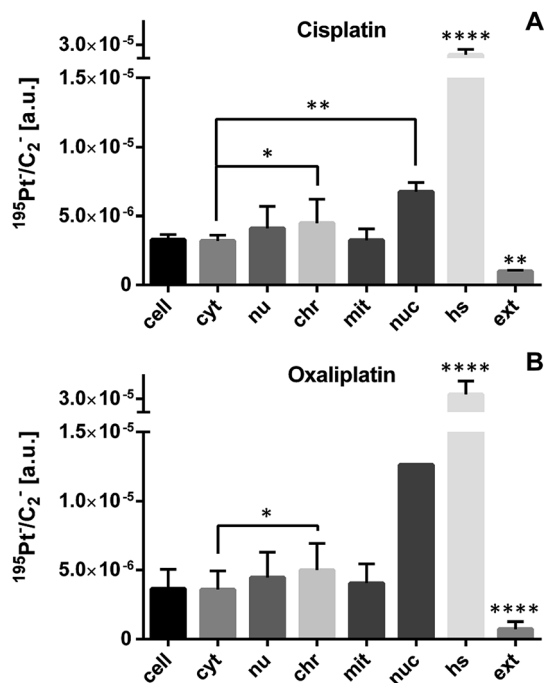 A
Cisplatin
¹⁹⁵Pt⁻/C₂⁻ [a.u.]
3.0×10⁻⁵
1.5×10⁻⁵
1.0×10⁻⁵
5.0×10⁻⁶
0
****
**
*
**
cell cyt nu chr mit nuc hs ext
B
Oxaliplatin
¹⁹⁵Pt⁻/C₂⁻ [a.u.]
3.0×10⁻⁵
1.5×10⁻⁵
1.0×10⁻⁵
5.0×10⁻⁶
0
****
*
****
cell cyt nu chr mit nuc hs ext